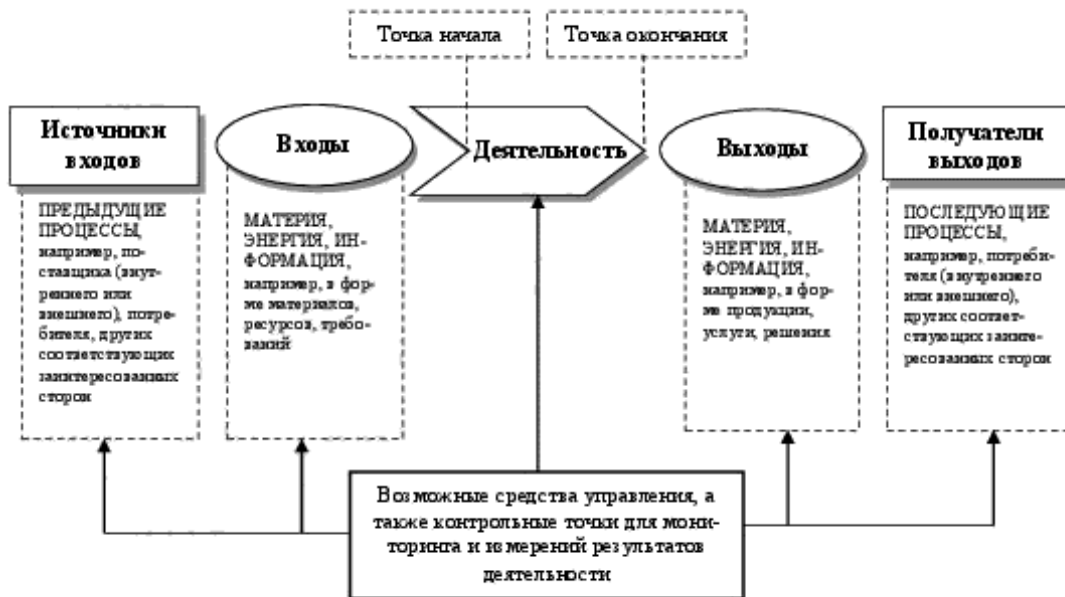 Точка начала
Точка окончания
Источники
входов
Входы
Деятельность
Выходы
Получатели
выходов
ПРЕДЫДУЩИЕ
ПРОЦЕССЫ,
например, по-
ставщика (внут-
реннего или
внешнего), потре-
бителя, других
соответствующих
заинтересованных
сторон
МАТЕРИЯ,
ЭНЕРГИЯ, ИН-
ФОРМАЦИЯ,
например, в фор-
ме материалов,
ресурсов, требо-
ваний
МАТЕРИЯ,
ЭНЕРГИЯ, ИН-
ФОРМАЦИЯ,
например, в фор-
ме продукции,
услуги, решения
ПОСЛЕДУЮЩИЕ
ПРОЦЕССЫ,
например, потреби-
теля (внутреннего
или внешнего),
других соответ-
ствующих заинте-
ресованных сторон
Возможные средства управления, а
также контрольные точки для мони-
торинга и измерений результатов
деятельности